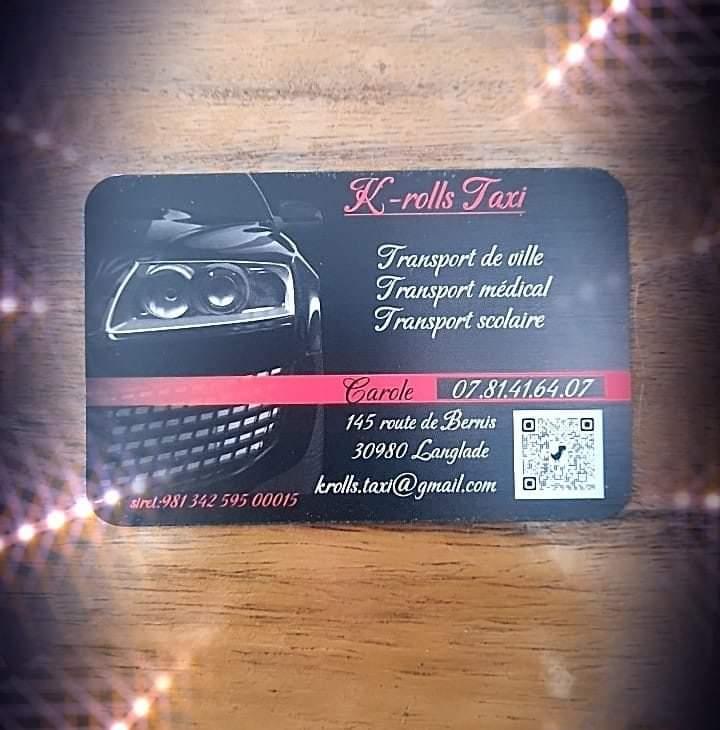 K-rolls Taxi
Transport de ville
Transport médical
Transport scolaire
Carole 07.81.41.64.07
145 route de Bernis
30980 Langlade
krolls.taxi@gmail.com
siret:981 342 595 00015